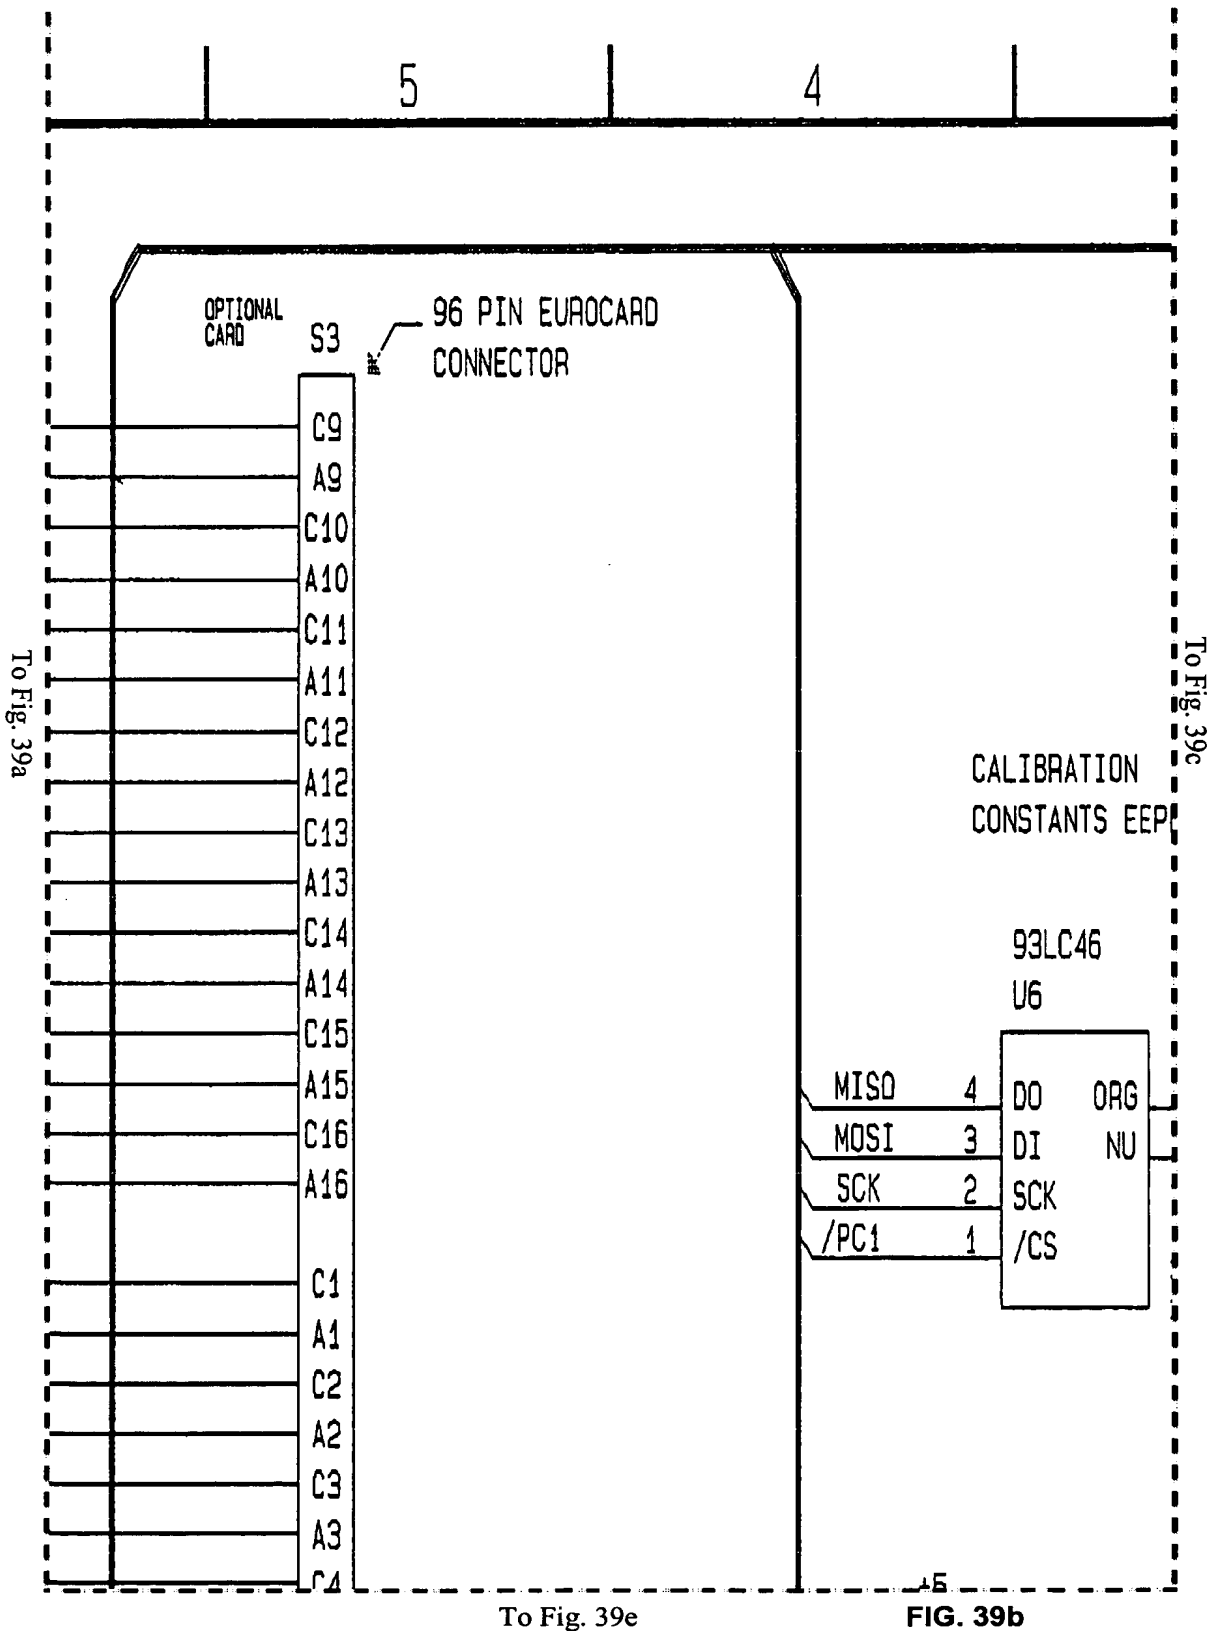 5
4
OPTIONAL
CARD
S3
96 PIN EUROCARD
CONNECTOR
C9
A9
C10
A10
C11
A11
C12
A12
C13
A13
C14
A14
C15
A15
C16
A16
C1
A1
C2
A2
C3
A3
C4
To Fig. 39a
To Fig. 39c
CALIBRATION
CONSTANTS EEP
93LC46
U6
MISO 4 DO ORG
MOSI 3 DI NU
SCK 2 SCK
/PC1 1 /CS
To Fig. 39e
FIG. 39b